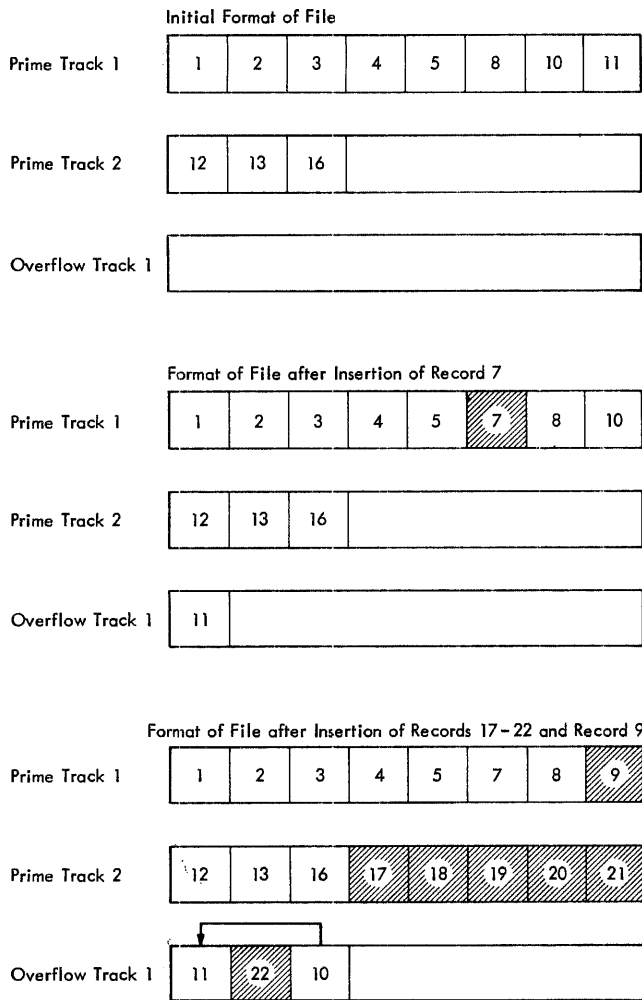 Initial Format of File
Prime Track 1 1 2 3 4 5 8 10 11
Prime Track 2 12 13 16
Overflow Track 1
Format of File after Insertion of Record 7
Prime Track 1 1 2 3 4 5 7 8 10
Prime Track 2 12 13 16
Overflow Track 1 11
Format of File after Insertion of Records 17-22 and Record 9
Prime Track 1 1 2 3 4 5 7 8 9
Prime Track 2 12 13 16 17 18 19 20 21
Overflow Track 1 11 22 10